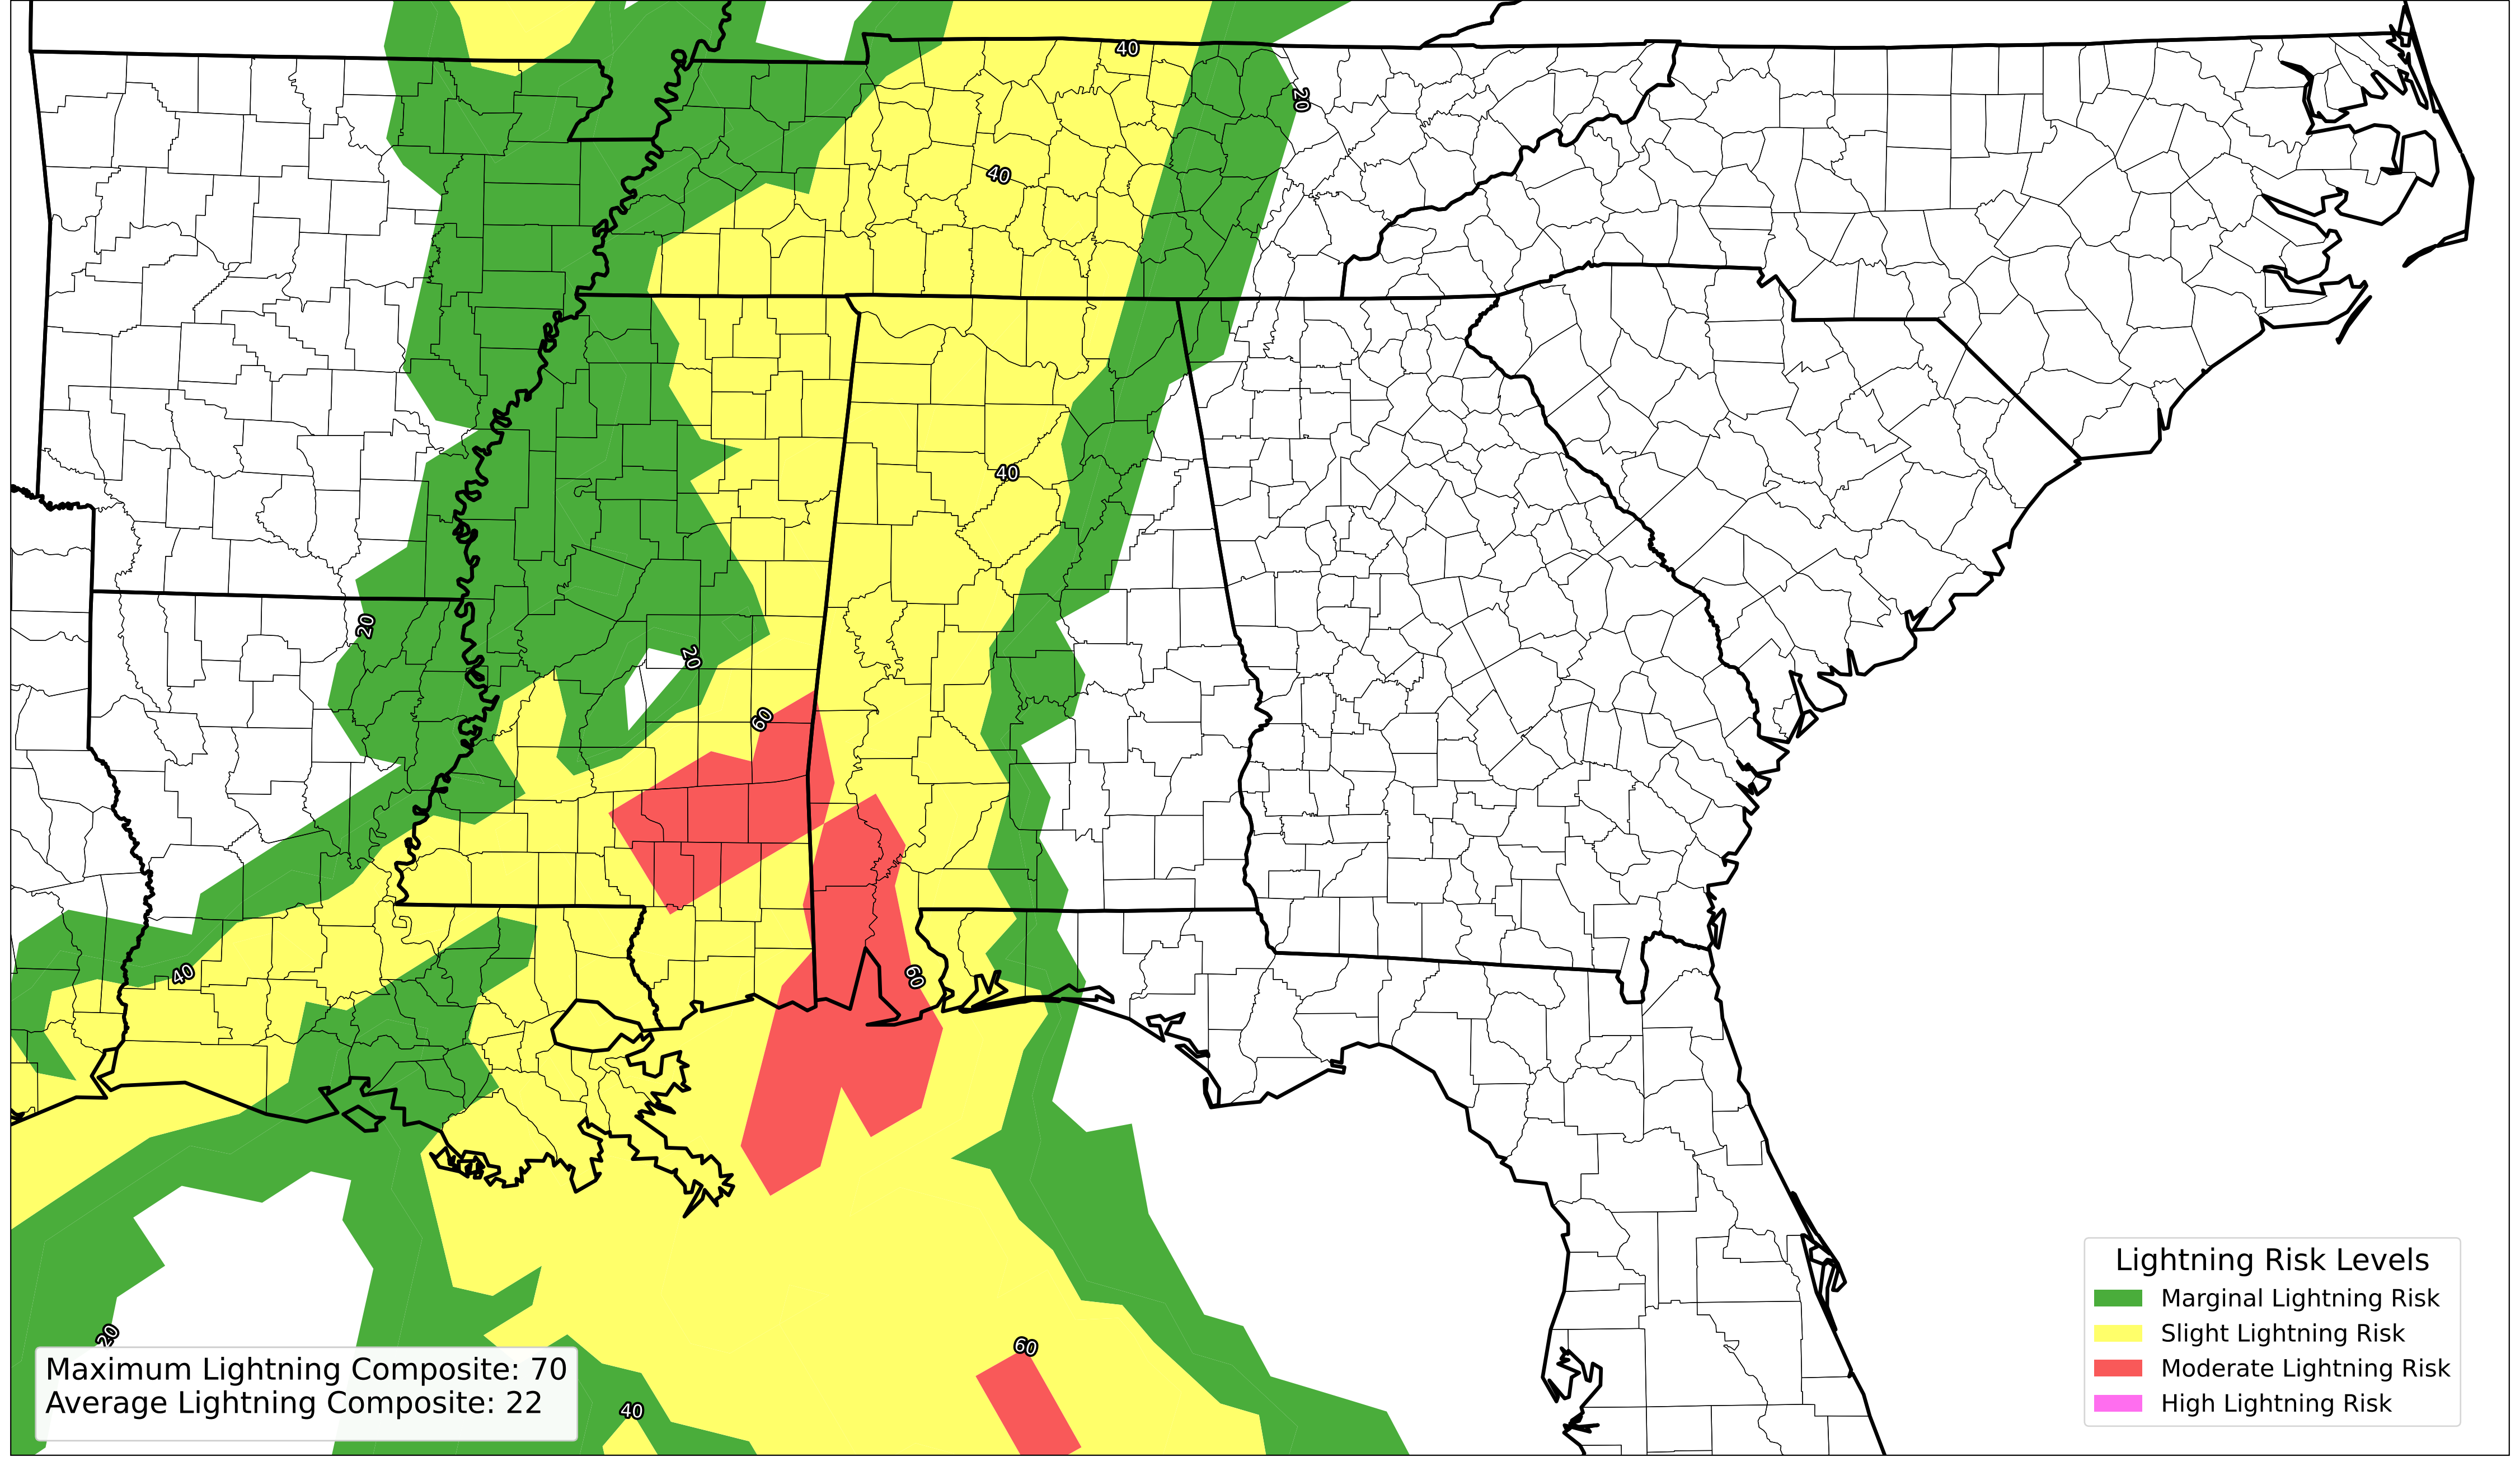 40
20
40
40
20
20
60
40
60
20
60
40
Maximum Lightning Composite: 70
Average Lightning Composite: 22
Lightning Risk Levels
Marginal Lightning Risk
Slight Lightning Risk
Moderate Lightning Risk
High Lightning Risk